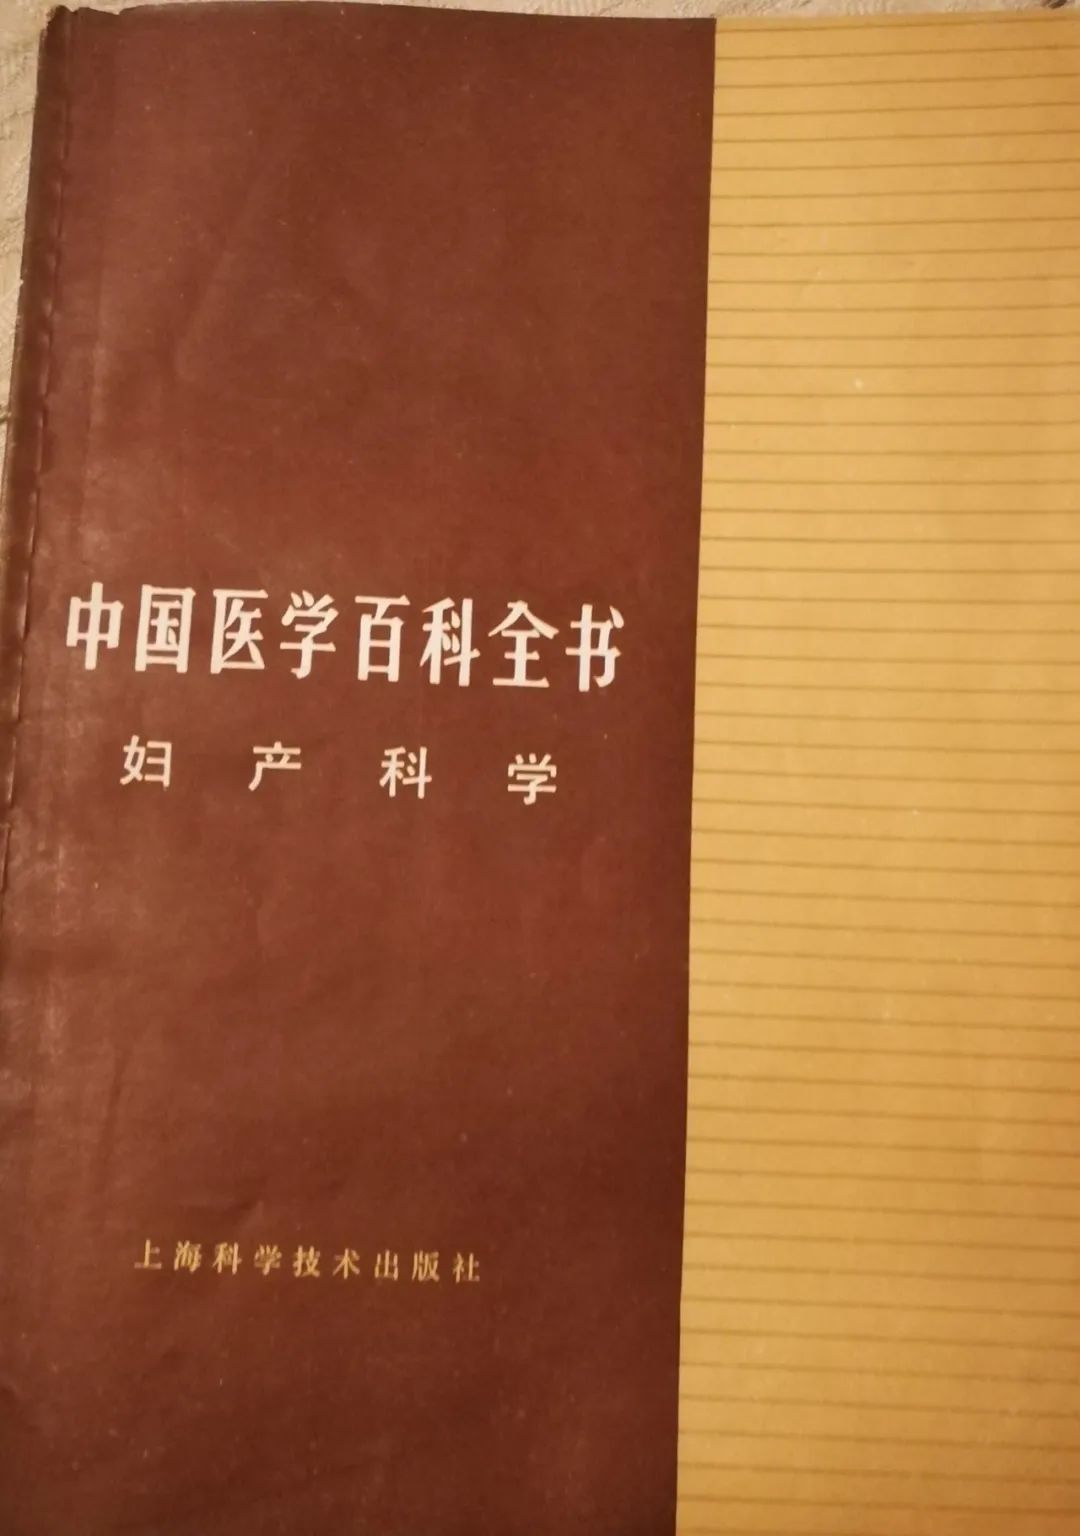 中国医学百科全书
妇产科学
上海科学技术出版社